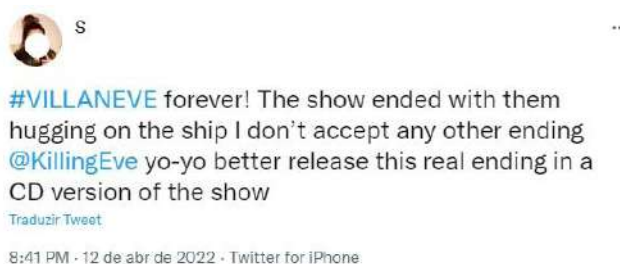 S
#VILLANEVE forever! The show ended with them
hugging on the ship I don't accept any other ending
@KillingEve yo-yo better release this real ending in a
CD version of the show
Traduzir Tweet
8:41 PM · 12 de abr de 2022 · Twitter for iPhone